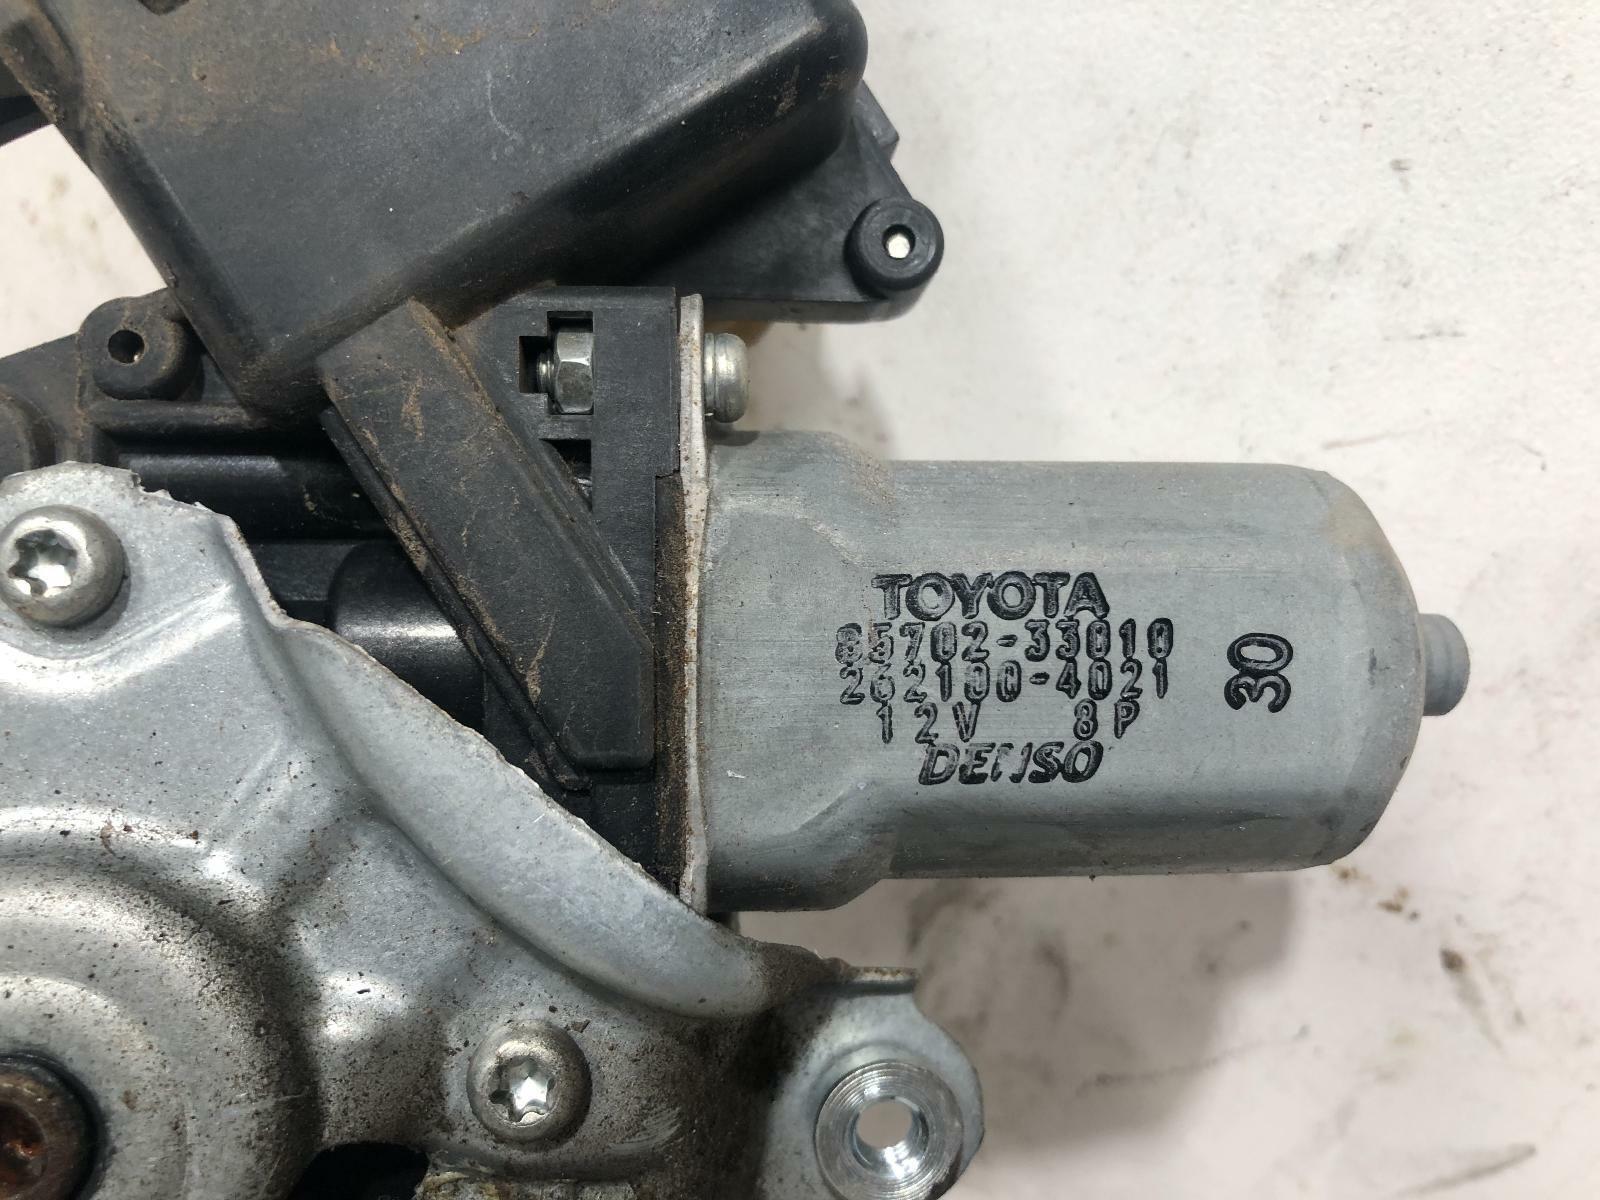 TOYOTA
85702-33010
262100-4021
12V 8P
DENSO
30